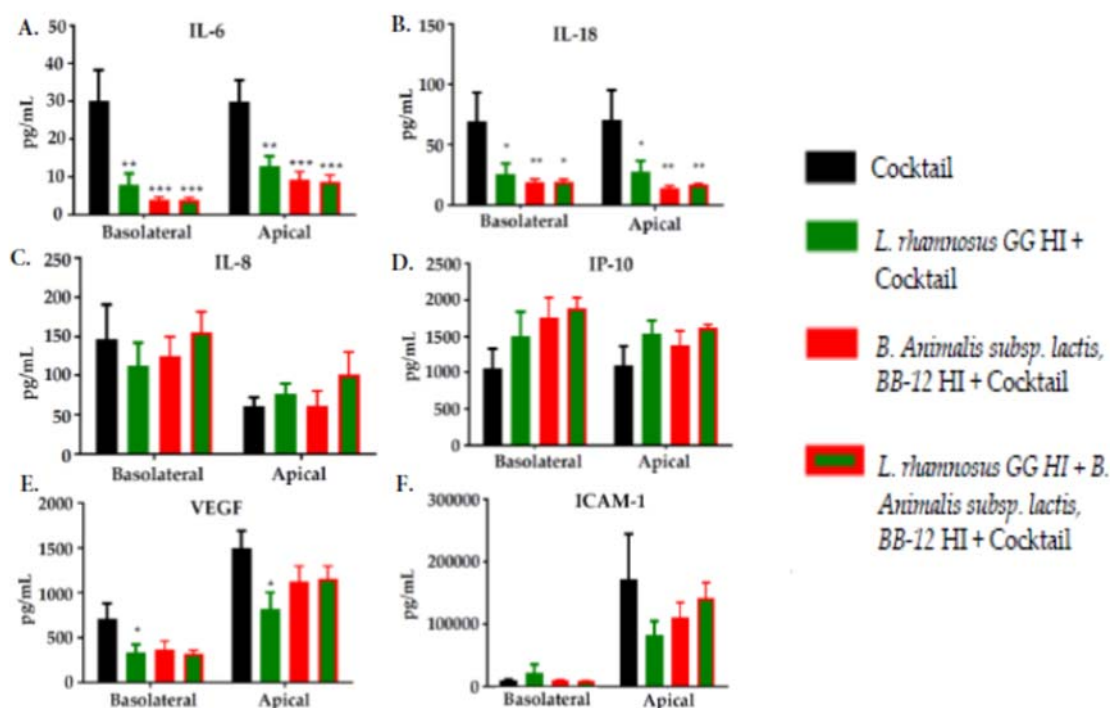 A.
IL-6
50
40
30
20
10
0
pg/mL
**
***
***
**
***
***
Basolateral
Apical
B.
IL-18
150
100
50
0
pg/mL
*
**
*
*
**
**
Basolateral
Apical
C.
IL-8
250
200
150
100
50
0
pg/mL
Basolateral
Apical
D.
IP-10
2500
2000
1500
1000
500
0
pg/mL
Basolateral
Apical
E.
VEGF
2000
1500
1000
500
0
pg/mL
*
*
Basolateral
Apical
F.
ICAM-1
300000
200000
100000
0
pg/mL
Basolateral
Apical
Cocktail
L. rhamnosus GG HI +
Cocktail
B. Animalis subsp. lactis,
BB-12 HI + Cocktail
L. rhamnosus GG HI + B.
Animalis subsp. lactis,
BB-12 HI + Cocktail